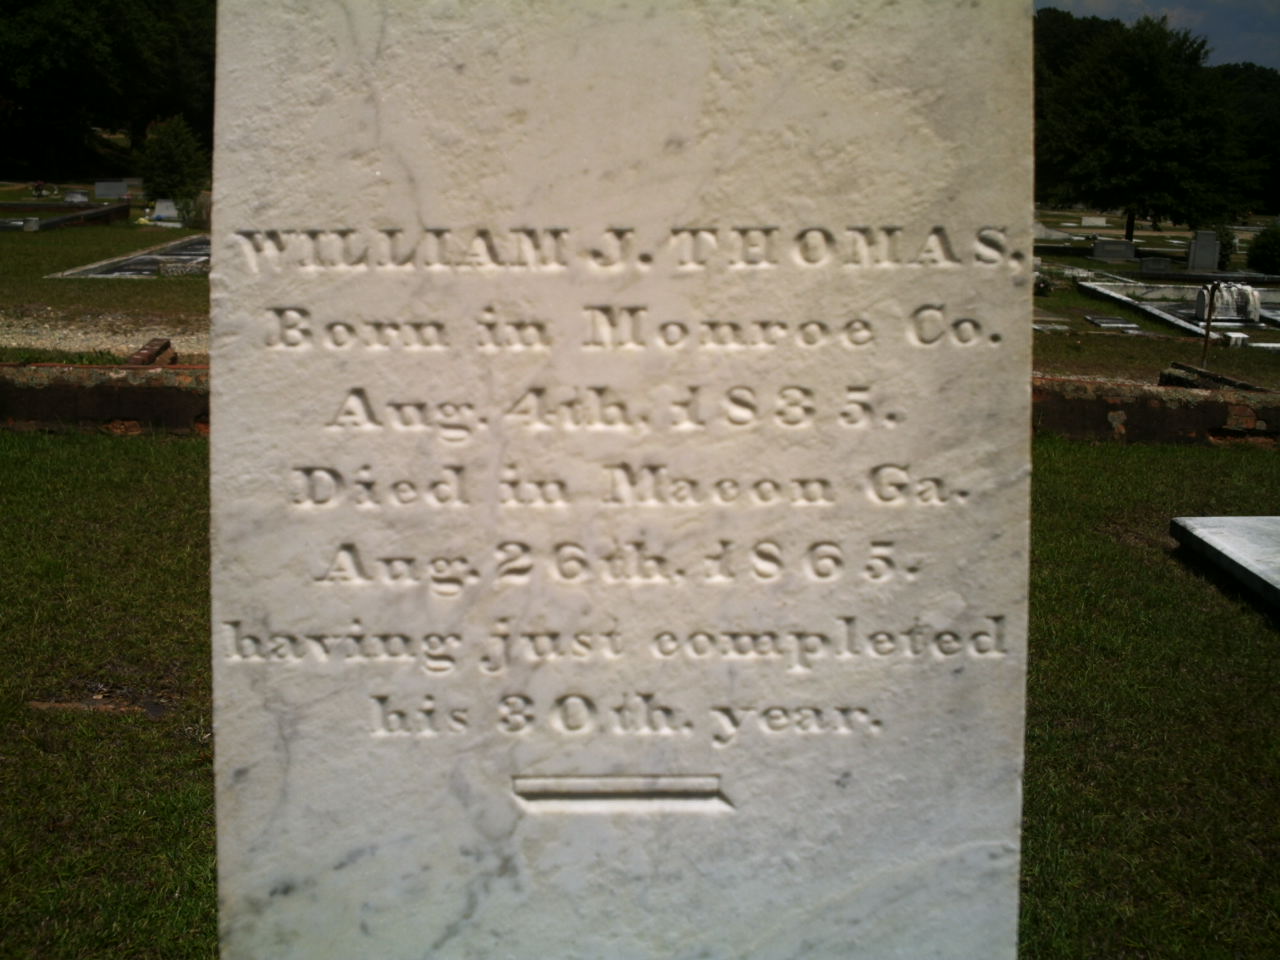 WILLIAM J. THOMAS,
Born in Monroe Co.
Aug. 4th. 1835.
Died in Macon Ga.
Aug. 26th. 1865.
having just completed
his 30th. year.